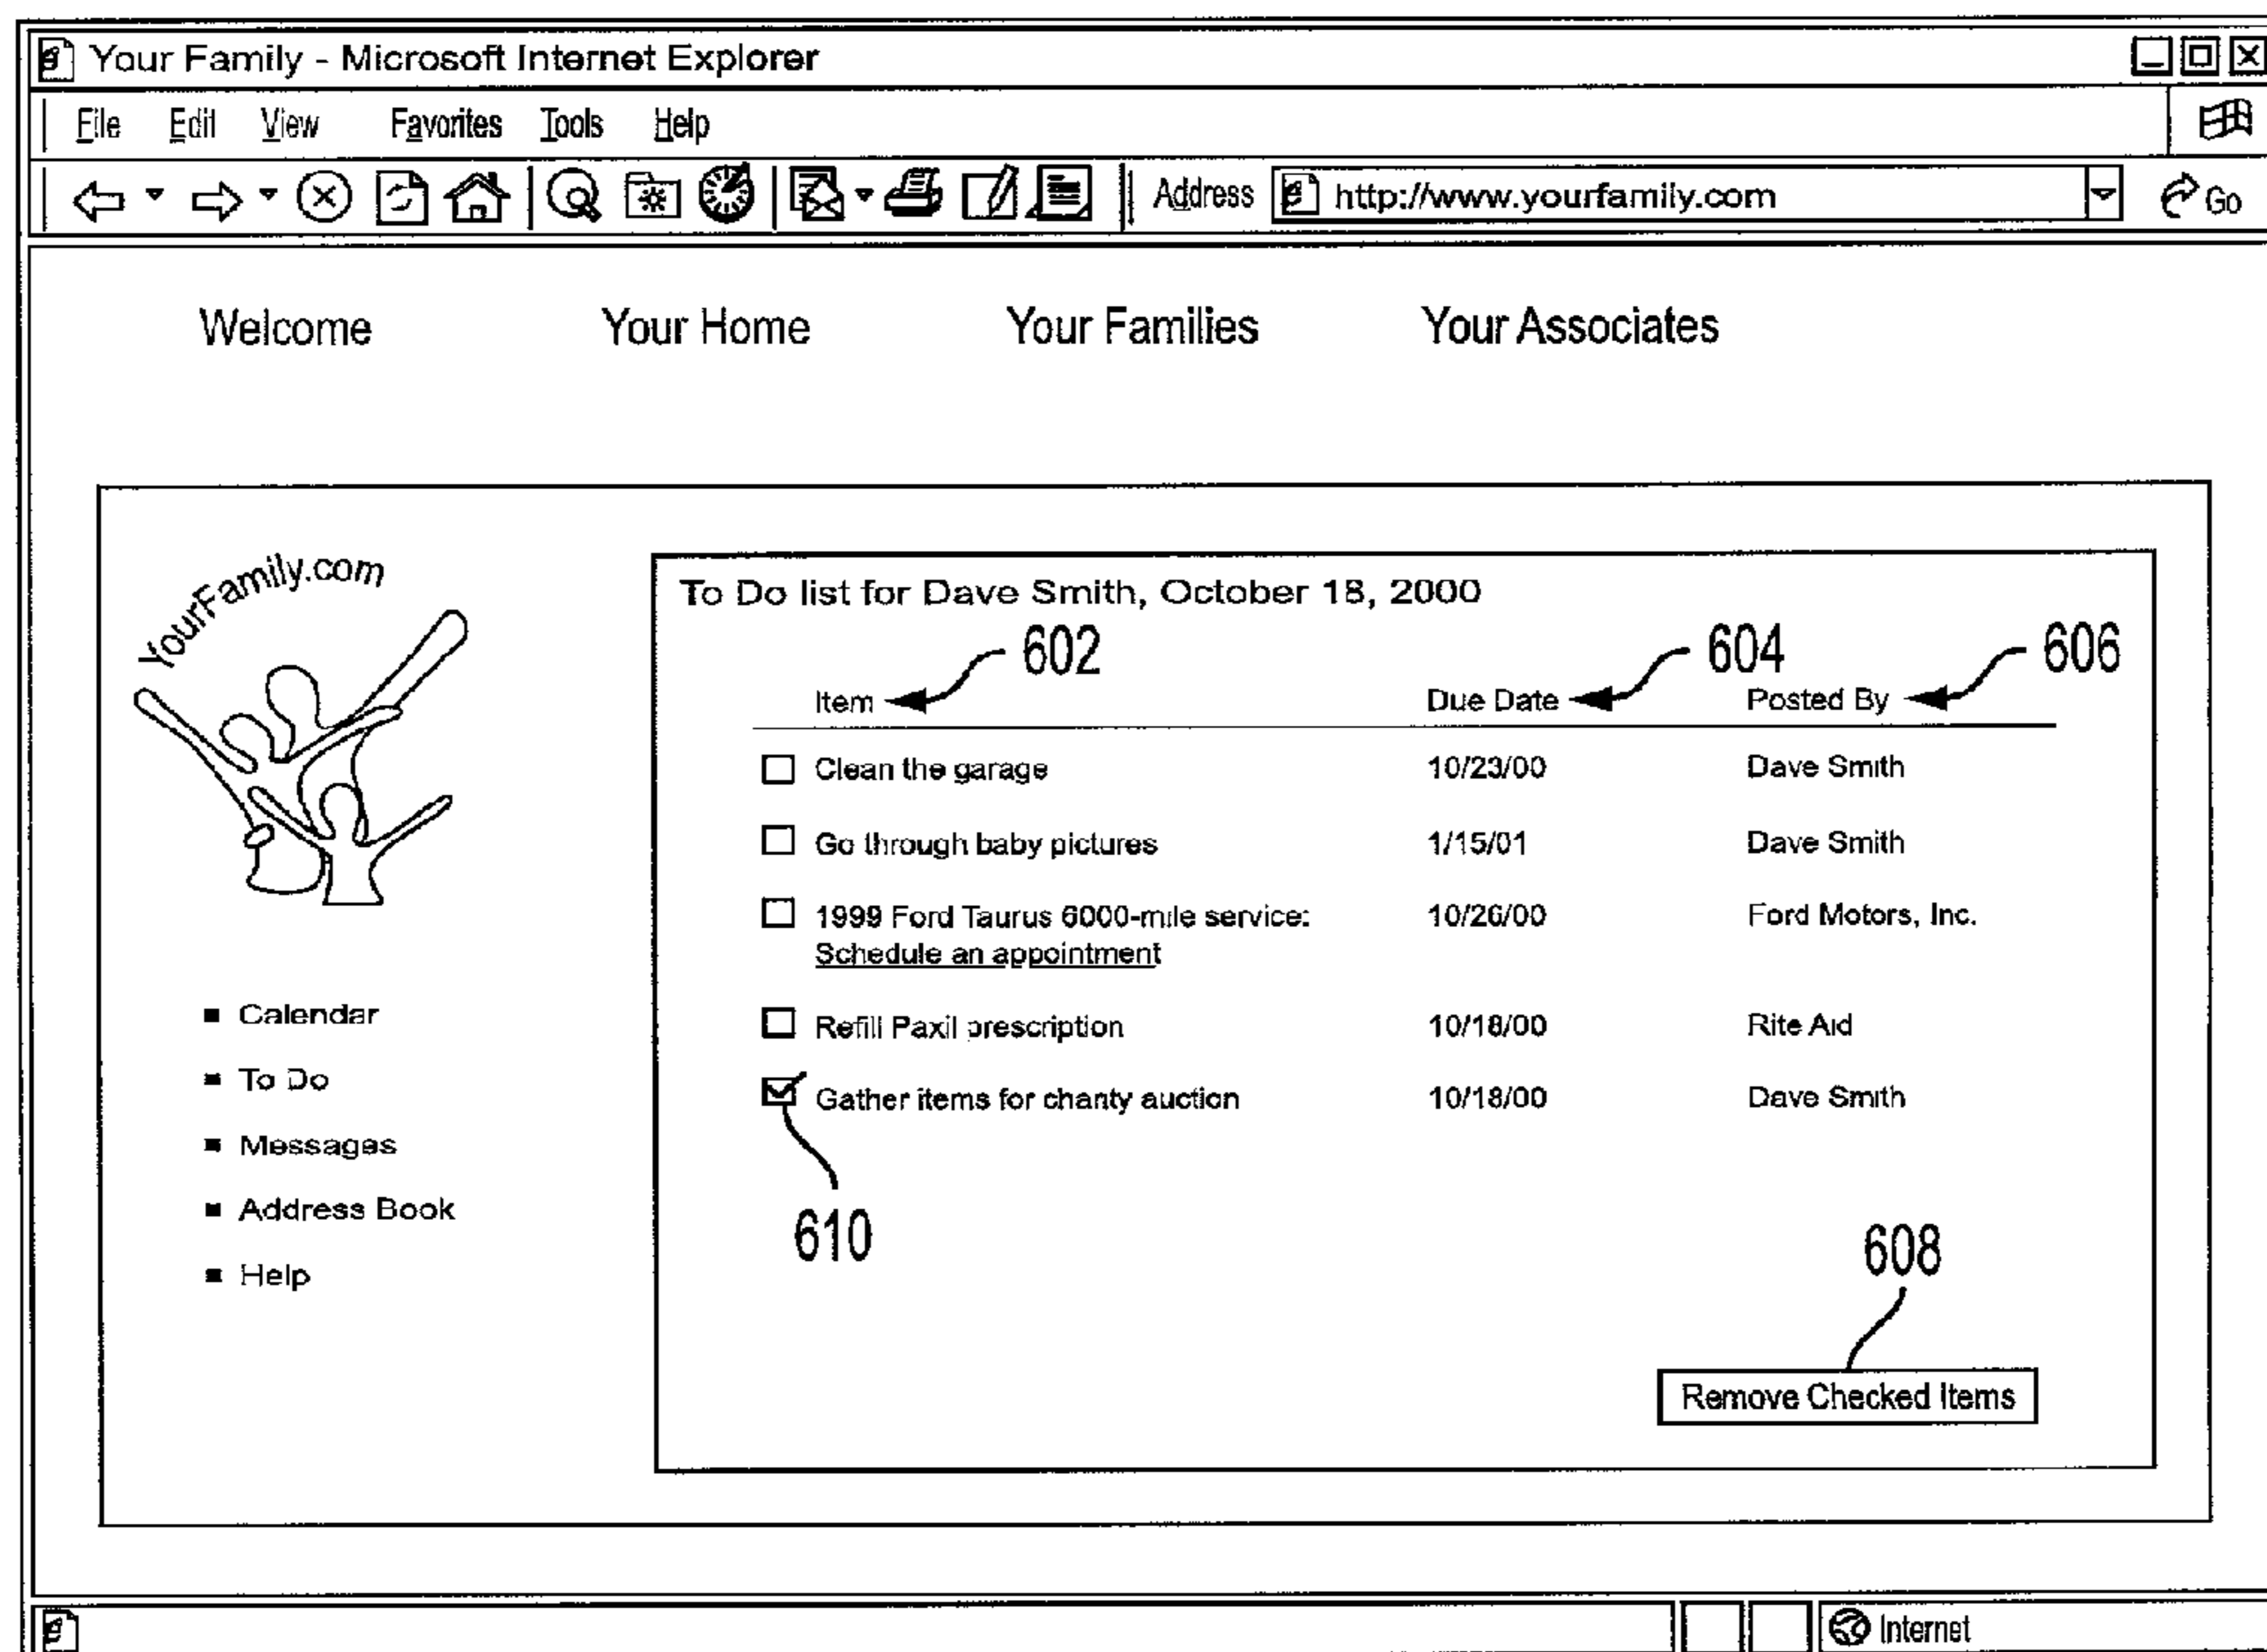 Your Family - Microsoft Internet Explorer
File Edit View Favorites Tools Help
Address http://www.yourfamily.com Go
Welcome Your Home Your Families Your Associates
YourFamily.com
To Do list for Dave Smith, October 18, 2000
602 604 606
Item Due Date Posted By
Clean the garage 10/23/00 Dave Smith
Go through baby pictures 1/15/01 Dave Smith
1999 Ford Taurus 6000-mile service: 10/26/00 Ford Motors, Inc.
Schedule an appointment
Refill Paxil prescription 10/18/00 Rite Aid
Gather items for charity auction 10/18/00 Dave Smith
610
608
Remove Checked Items
Calendar
To Do
Messages
Address Book
Help
Internet